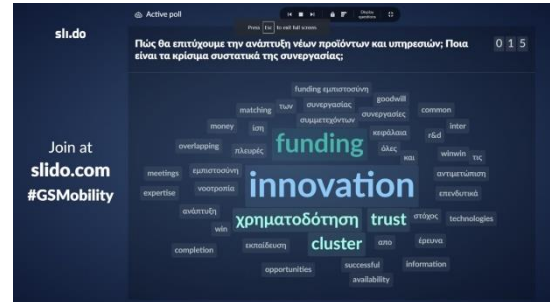 sli.do
Active poll
Display questions
Press Esc to exit full screen
Πώς θα επιτύχουμε την ανάπτυξη νέων προϊόντων και υπηρεσιών; Ποια
είναι τα κρίσιμα συστατικά της συνεργασίας;
0 1 5
Join at
slido.com
#GSMobility
funding εμπιστοσύνη
goodwill
matching των συνεργασίας συνεργασίες common
συμμετεχόντων
money ίση funding κεφάλαια r&d inter
overlapping πλευρές όλες και winwin τις
meetings εμπιστοσύνη innovation αντιμετώπιση
expertise νοοτροπία επενδυτικά
ανάπτυξη win χρηματοδότηση trust στόχος technologies
completion εκπαίδευση cluster απο έρευνα
opportunities successful information
availability